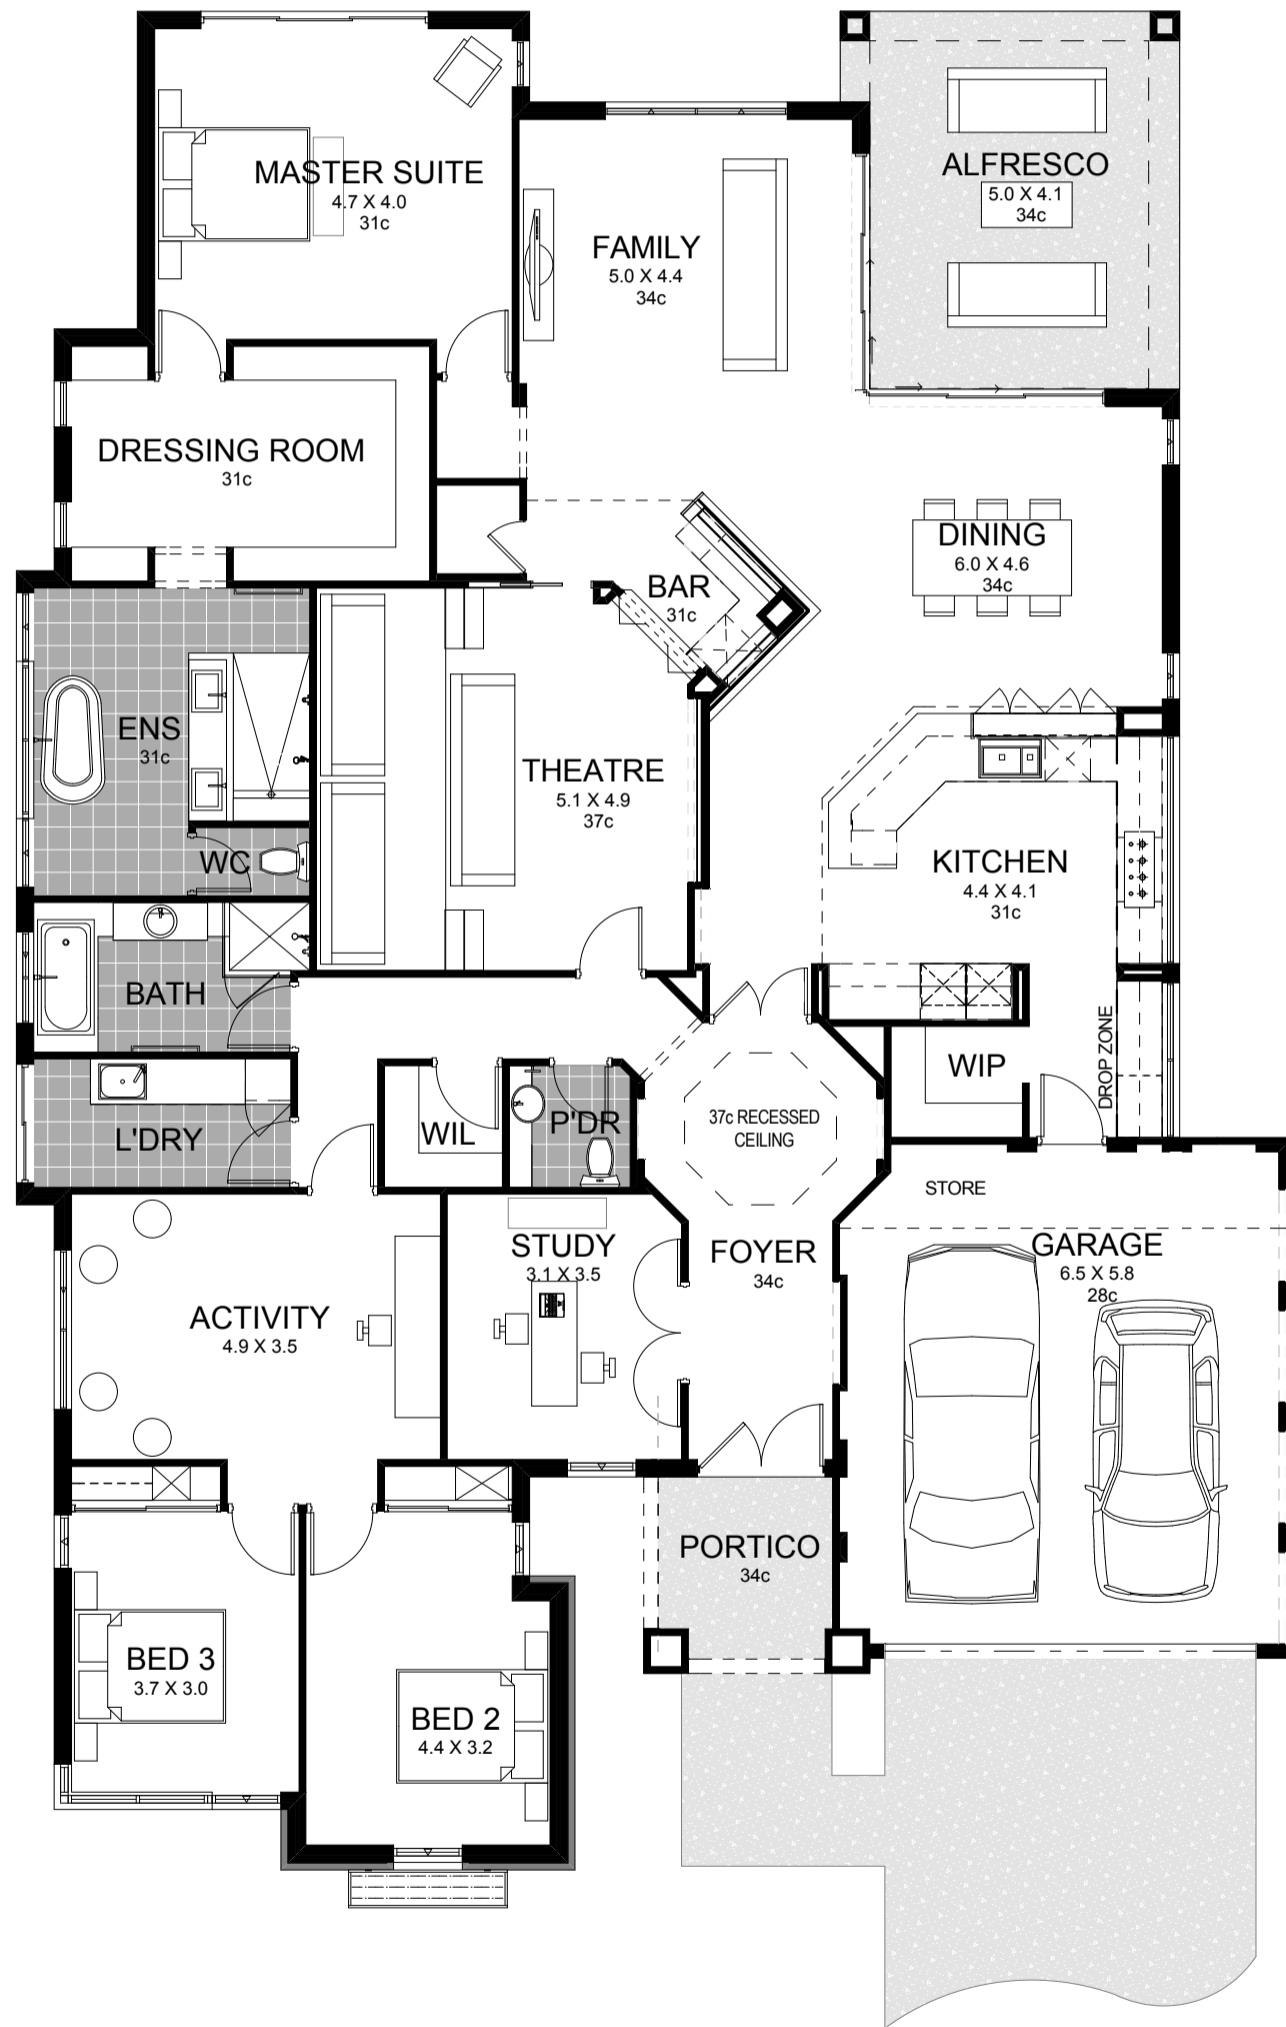 MASTER SUITE
4.7 X 4.0
31c
ALFRESCO
5.0 X 4.1
34c
FAMILY
5.0 X 4.4
34c
DRESSING ROOM
31c
DINING
6.0 X 4.6
34c
BAR
31c
ENS
31c
THEATRE
5.1 X 4.9
37c
WC
KITCHEN
4.4 X 4.1
31c
BATH
DROP ZONE
WIP
L'DRY
WIL
P'DR
37c RECESSED
CEILING
STORE
STUDY
3.1 X 3.5
FOYER
34c
GARAGE
6.5 X 5.8
28c
ACTIVITY
4.9 X 3.5
PORTICO
34c
BED 3
3.7 X 3.0
BED 2
4.4 X 3.2